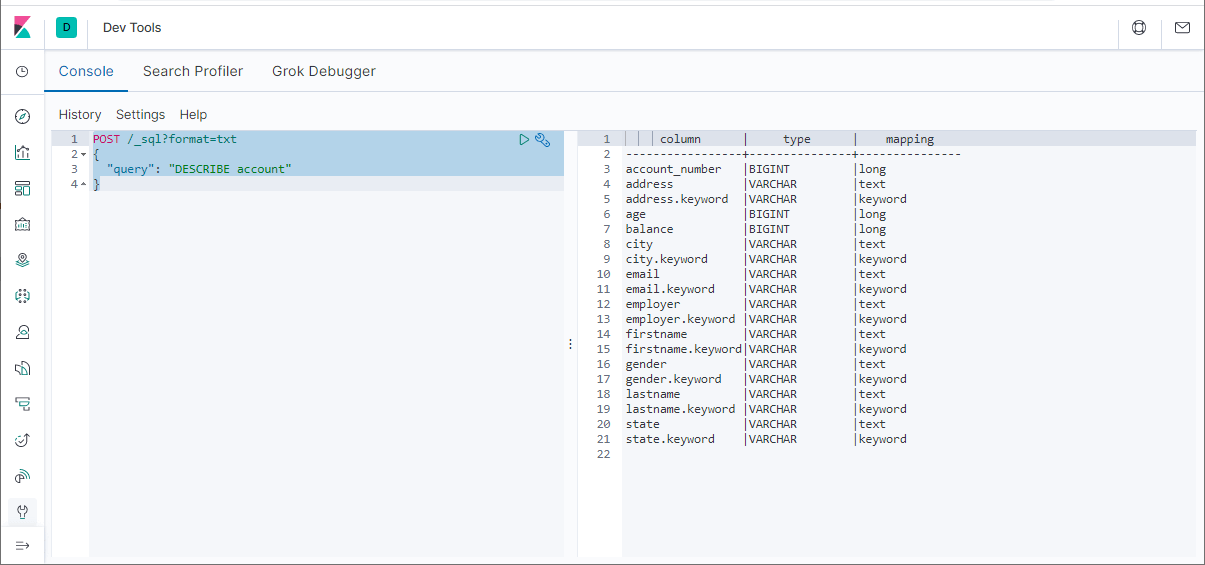 D Dev Tools
Console Search Profiler Grok Debugger
History Settings Help
1 POST /_sql?format=txt
2 {
3 "query": "DESCRIBE account"
4 }
1 column | type | mapping
2 -----------------+---------------+---------------
3 account_number |BIGINT |long
4 address |VARCHAR |text
5 address.keyword |VARCHAR |keyword
6 age |BIGINT |long
7 balance |BIGINT |long
8 city |VARCHAR |text
9 city.keyword |VARCHAR |keyword
10 email |VARCHAR |text
11 email.keyword |VARCHAR |keyword
12 employer |VARCHAR |text
13 employer.keyword |VARCHAR |keyword
14 firstname |VARCHAR |text
15 firstname.keyword|VARCHAR |keyword
16 gender |VARCHAR |text
17 gender.keyword |VARCHAR |keyword
18 lastname |VARCHAR |text
19 lastname.keyword |VARCHAR |keyword
20 state |VARCHAR |text
21 state.keyword |VARCHAR |keyword
22